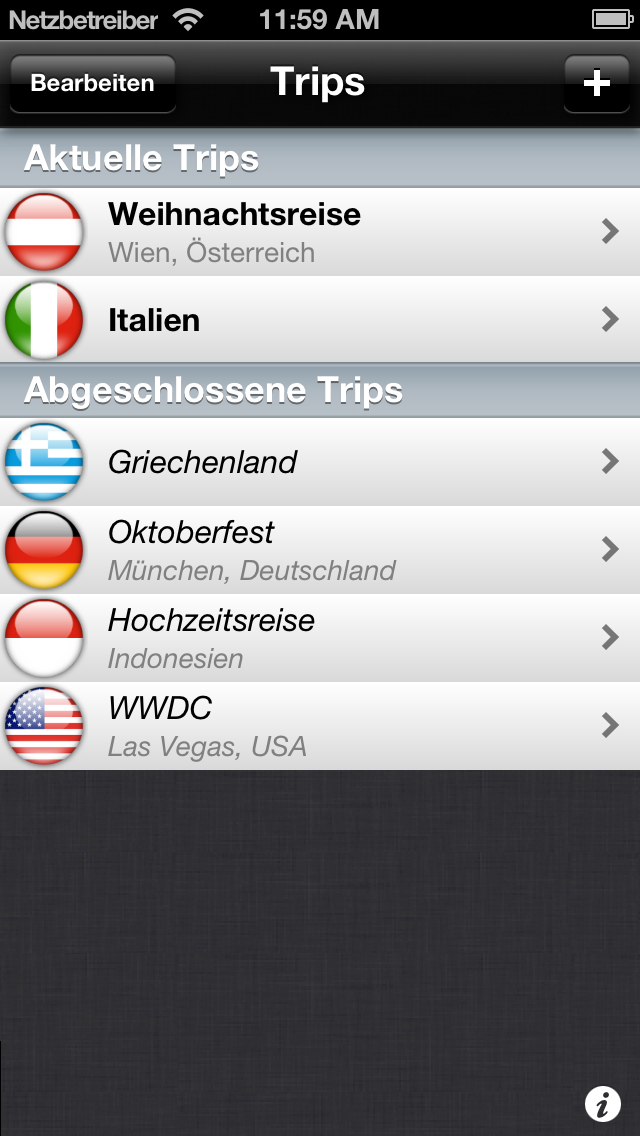 Netzbetreiber 11:59 AM
Bearbeiten Trips +
Aktuelle Trips
Weihnachtsreise
Wien, Österreich
Italien
Abgeschlossene Trips
Griechenland
Oktoberfest
München, Deutschland
Hochzeitsreise
Indonesien
WWDC
Las Vegas, USA
i